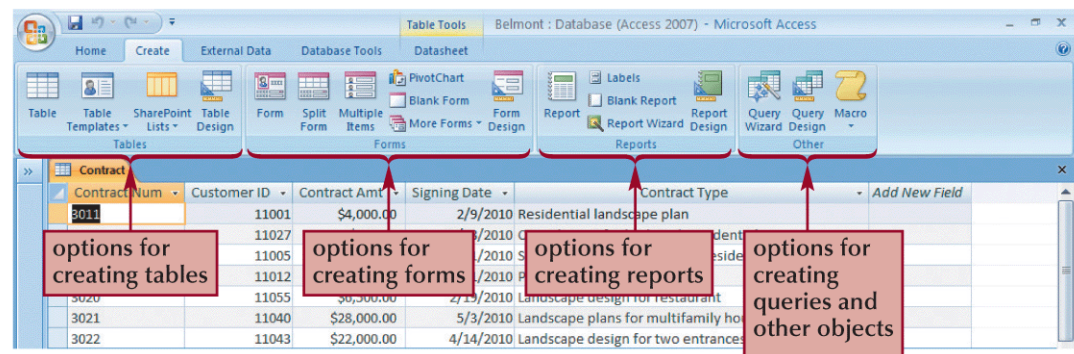 Table Tools Belmont : Database (Access 2007) - Microsoft Access
Home Create External Data Database Tools Datasheet
Table
Table Templates
SharePoint Lists
Table Design
Tables
Form
Split Form
Multiple Items
PivotChart
Blank Form
More Forms
Form Design
Forms
Report
Labels
Blank Report
Report Wizard
Report Design
Reports
Query Wizard
Query Design
Macro
Other
Contract
Contract Num Customer ID Contract Amt Signing Date Contract Type Add New Field
3011 11001 $4,000.00 2/9/2010 Residential landscape plan
11027
11005
11012
3020 11055 $6,500.00 2/19/2010 Landscape design for restaurant
3021 11040 $28,000.00 5/3/2010 Landscape plans for multifamily
3022 11043 $22,000.00 4/14/2010 Landscape design for two entrances
options for
creating tables
options for
creating forms
options for
creating reports
options for
creating
queries and
other objects